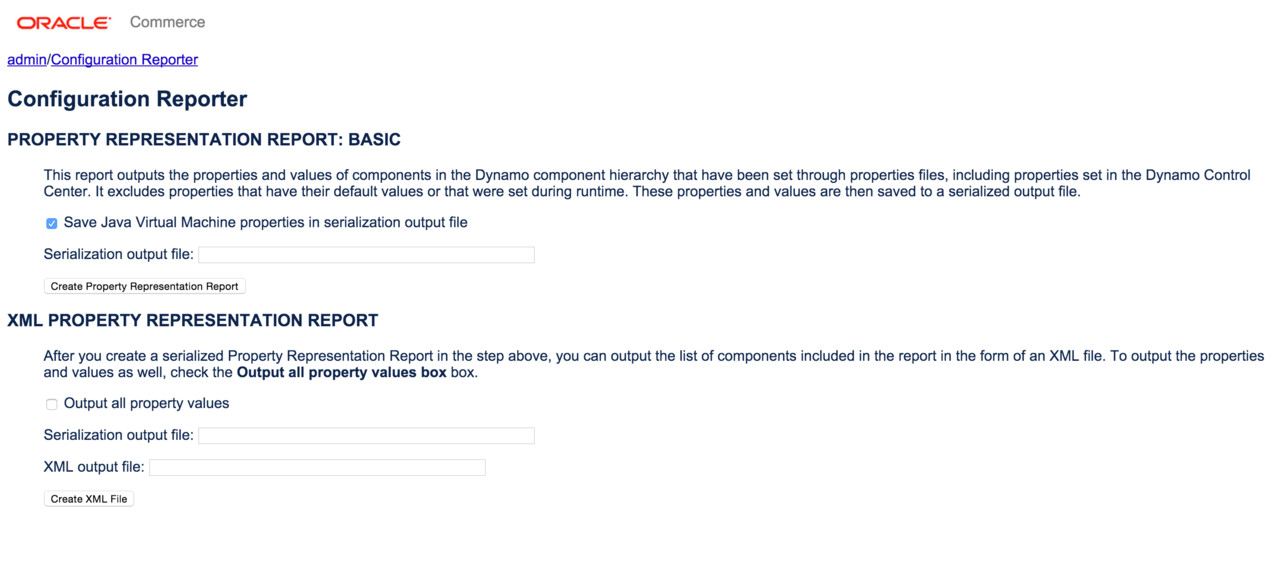 ORACLE Commerce
admin/Configuration Reporter
Configuration Reporter
PROPERTY REPRESENTATION REPORT: BASIC
This report outputs the properties and values of components in the Dynamo component hierarchy that have been set through properties files, including properties set in the Dynamo Control
Center. It excludes properties that have their default values or that were set during runtime. These properties and values are then saved to a serialized output file.
Save Java Virtual Machine properties in serialization output file
Serialization output file:
Create Property Representation Report
XML PROPERTY REPRESENTATION REPORT
After you create a serialized Property Representation Report in the step above, you can output the list of components included in the report in the form of an XML file. To output the properties
and values as well, check the Output all property values box box.
Output all property values
Serialization output file:
XML output file:
Create XML File